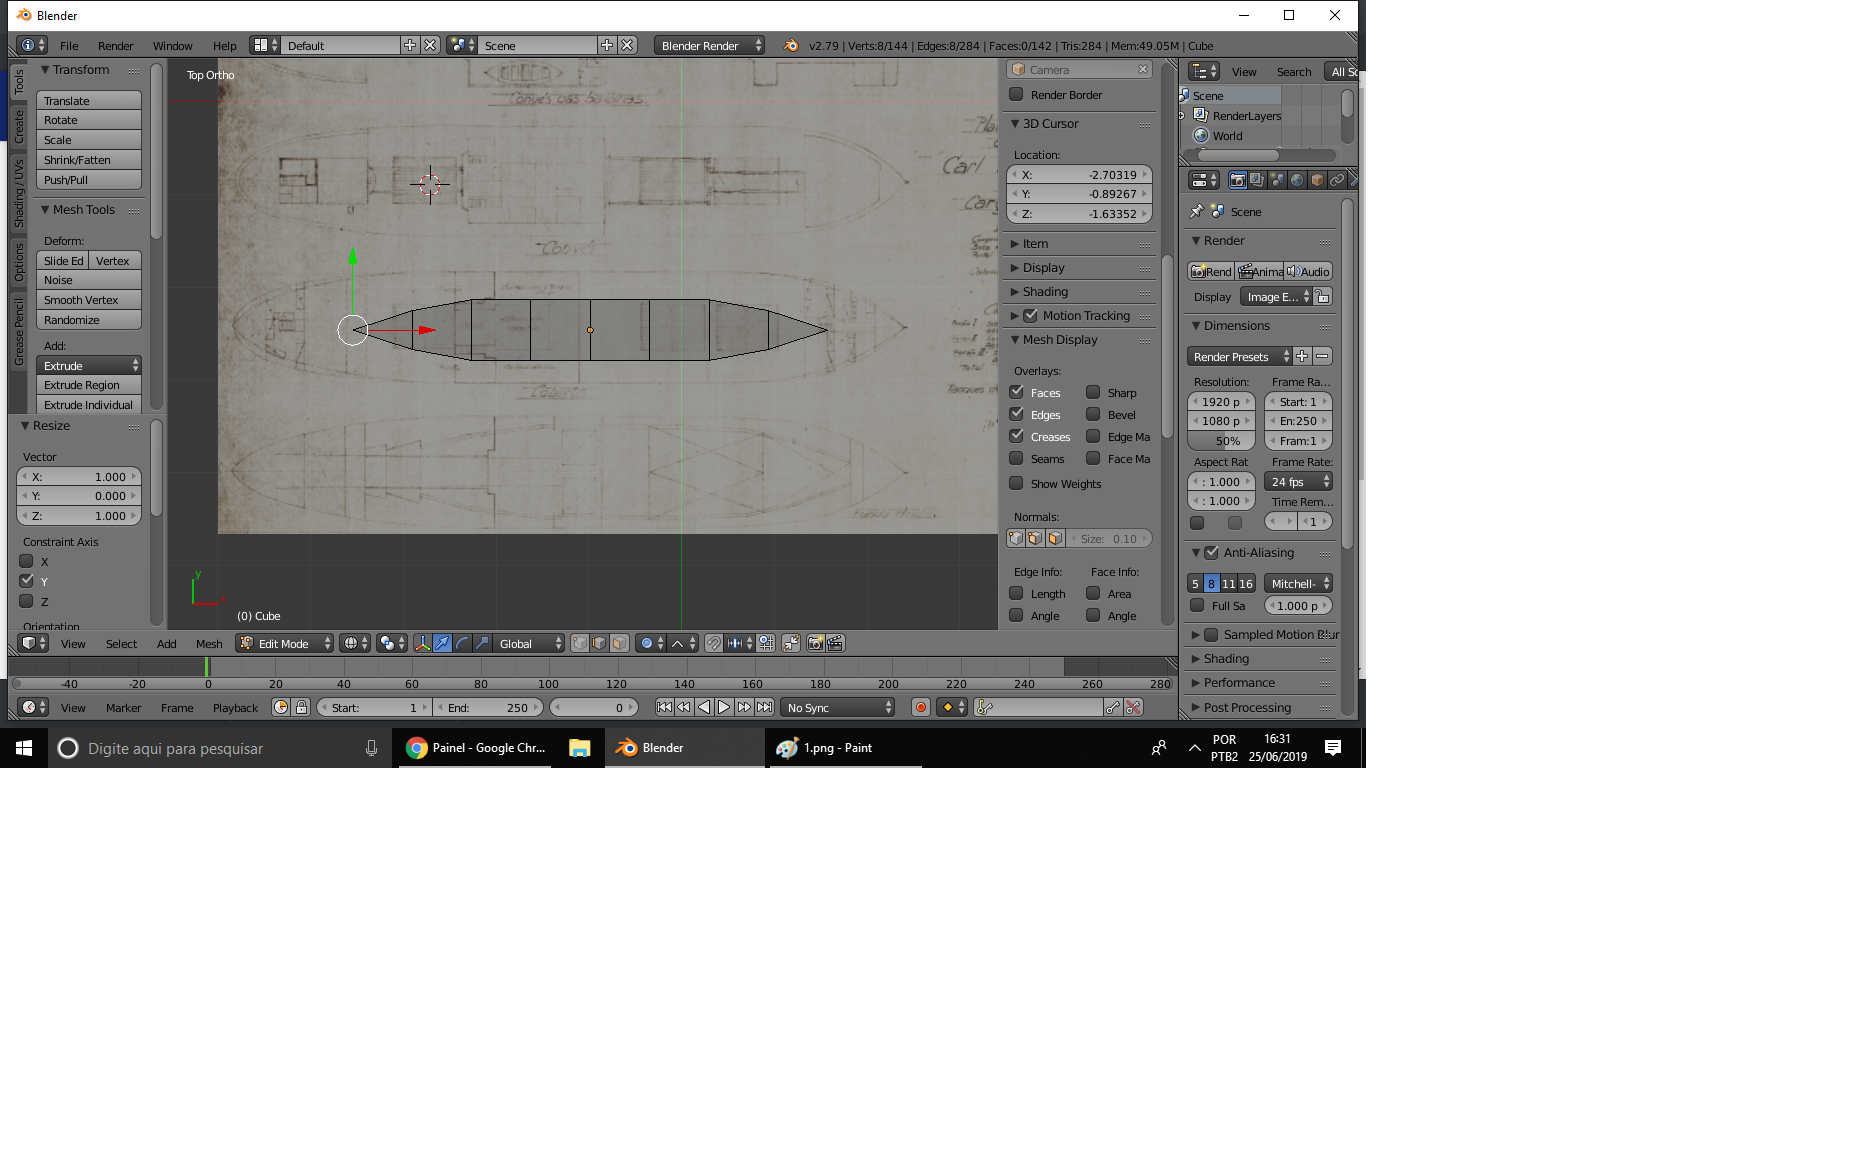 Blender
File Render Window Help Default Scene Blender Render v2.79 | Verts:8/144 | Edges:8/284 | Faces:0/142 | Tris:284 | Mem:49.05M | Cube
Tools
Create
Shading / UVs
Options
Grease Pencil
Transform
Translate
Rotate
Scale
Shrink/Fatten
Push/Pull
Mesh Tools
Deform:
Slide Ed Vertex
Noise
Smooth Vertex
Randomize
Add:
Extrude
Extrude Region
Extrude Individual
Resize
Vector
X: 1.000
Y: 0.000
Z: 1.000
Constraint Axis
X
Y
Z
Orientation
Top Ortho
Convés
Carl
y
x
(0) Cube
Camera
Render Border
3D Cursor
Location:
X: -2.70319
Y: -0.89267
Z: -1.63352
Item
Display
Shading
Motion Tracking
Mesh Display
Overlays:
Faces Sharp
Edges Bevel
Creases Edge Ma
Seams Face Ma
Show Weights
Normals:
Size: 0.10
Edge Info: Face Info:
Length Area
Angle Angle
View Search All Sc
Scene
RenderLayers
World
Scene
Render
Rend Anima Audio
Display Image E...
Dimensions
Render Presets
Resolution: Frame Ra...
1920 p Start: 1
1080 p En:250
50% Fram:1
Aspect Rat Frame Rate:
: 1.000 24 fps
: 1.000 Time Rem...
1
Anti-Aliasing
5 8 11 16 Mitchell-
Full Sa 1.000 p
Sampled Motion Blur
Shading
Performance
Post Processing
View Select Add Mesh Edit Mode Global
-40 -20 0 20 40 60 80 100 120 140 160 180 200 220 240 260 280
View Marker Frame Playback Start: 1 End: 250 0 No Sync
Digite aqui para pesquisar Painel - Google Chr... Blender 1.png - Paint POR PTB2 16:31 25/06/2019